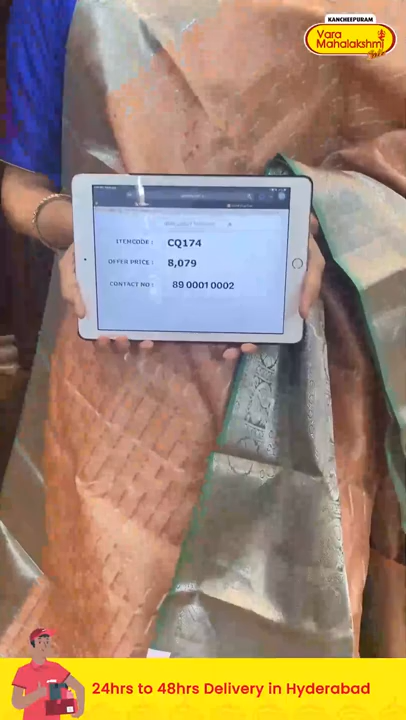 KANCHEEPURAM
Vara
Mahalakshmi
ITEMCODE : CQ174
OFFER PRICE : 8,079
CONTACT NO : 89 0001 0002
24hrs to 48hrs Delivery in Hyderabad